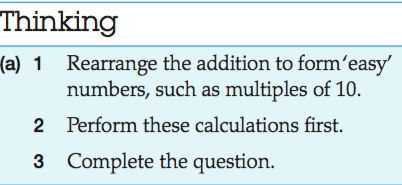 Thinking
(a) 1 Rearrange the addition to form ‘easy’
numbers, such as multiples of 10.
2 Perform these calculations first.
3 Complete the question.